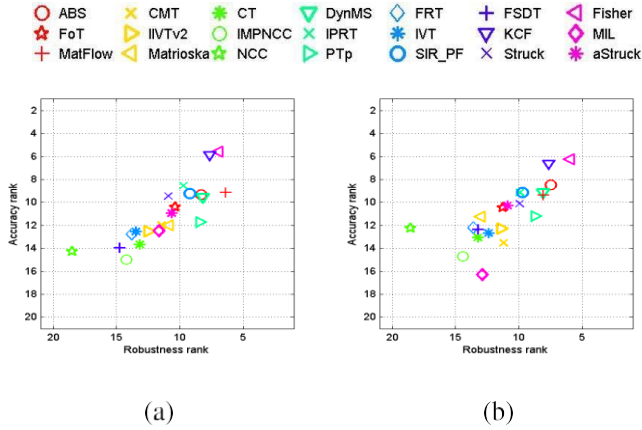 ABS CMT CT DynMS FRT FSDT Fisher
FoT IIVTv2 IMPNCC IPRT IVT KCF MIL
MatFlow Matrioska NCC PTp SIR_PF Struck aStruck
2
4
6
8
10
12
14
16
18
20
Accuracy rank
20 15 10 5
Robustness rank
(a)
2
4
6
8
10
12
14
16
18
20
Accuracy rank
20 15 10 5
Robustness rank
(b)